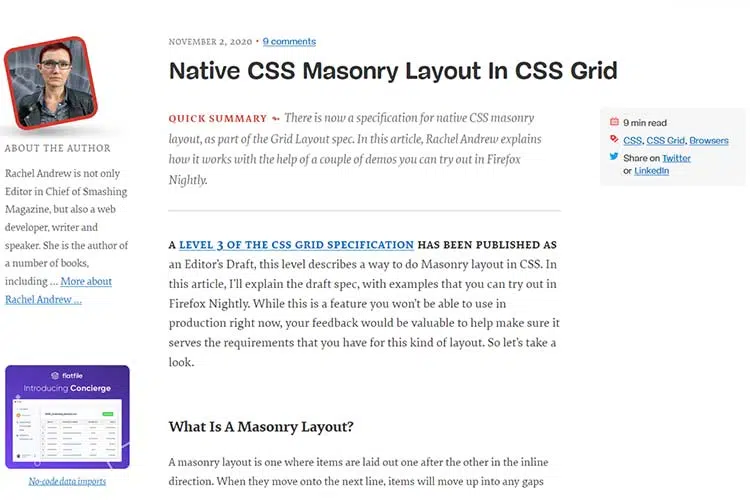 NOVEMBER 2, 2020 • 9 comments
Native CSS Masonry Layout In CSS Grid
QUICK SUMMARY ↬ There is now a specification for native CSS masonry
layout, as part of the Grid Layout spec. In this article, Rachel Andrew explains
how it works with the help of a couple of demos you can try out in Firefox
Nightly.
9 min read
CSS, CSS Grid, Browsers
Share on Twitter
or LinkedIn
ABOUT THE AUTHOR
Rachel Andrew is not only
Editor in Chief of Smashing
Magazine, but also a web
developer, writer and
speaker. She is the author of
a number of books,
including ... More about
Rachel Andrew ...
A LEVEL 3 OF THE CSS GRID SPECIFICATION HAS BEEN PUBLISHED AS
an Editor's Draft, this level describes a way to do Masonry layout in CSS. In
this article, I'll explain the draft spec, with examples that you can try out in
Firefox Nightly. While this is a feature you won't be able to use in
production right now, your feedback would be valuable to help make sure it
serves the requirements that you have for this kind of layout. So let's take a
look.
flatfile
Introducing Concierge
No-code data imports
What Is A Masonry Layout?
A masonry layout is one where items are laid out one after the other in the inline
direction. When they move onto the next line, items will move up into any gaps